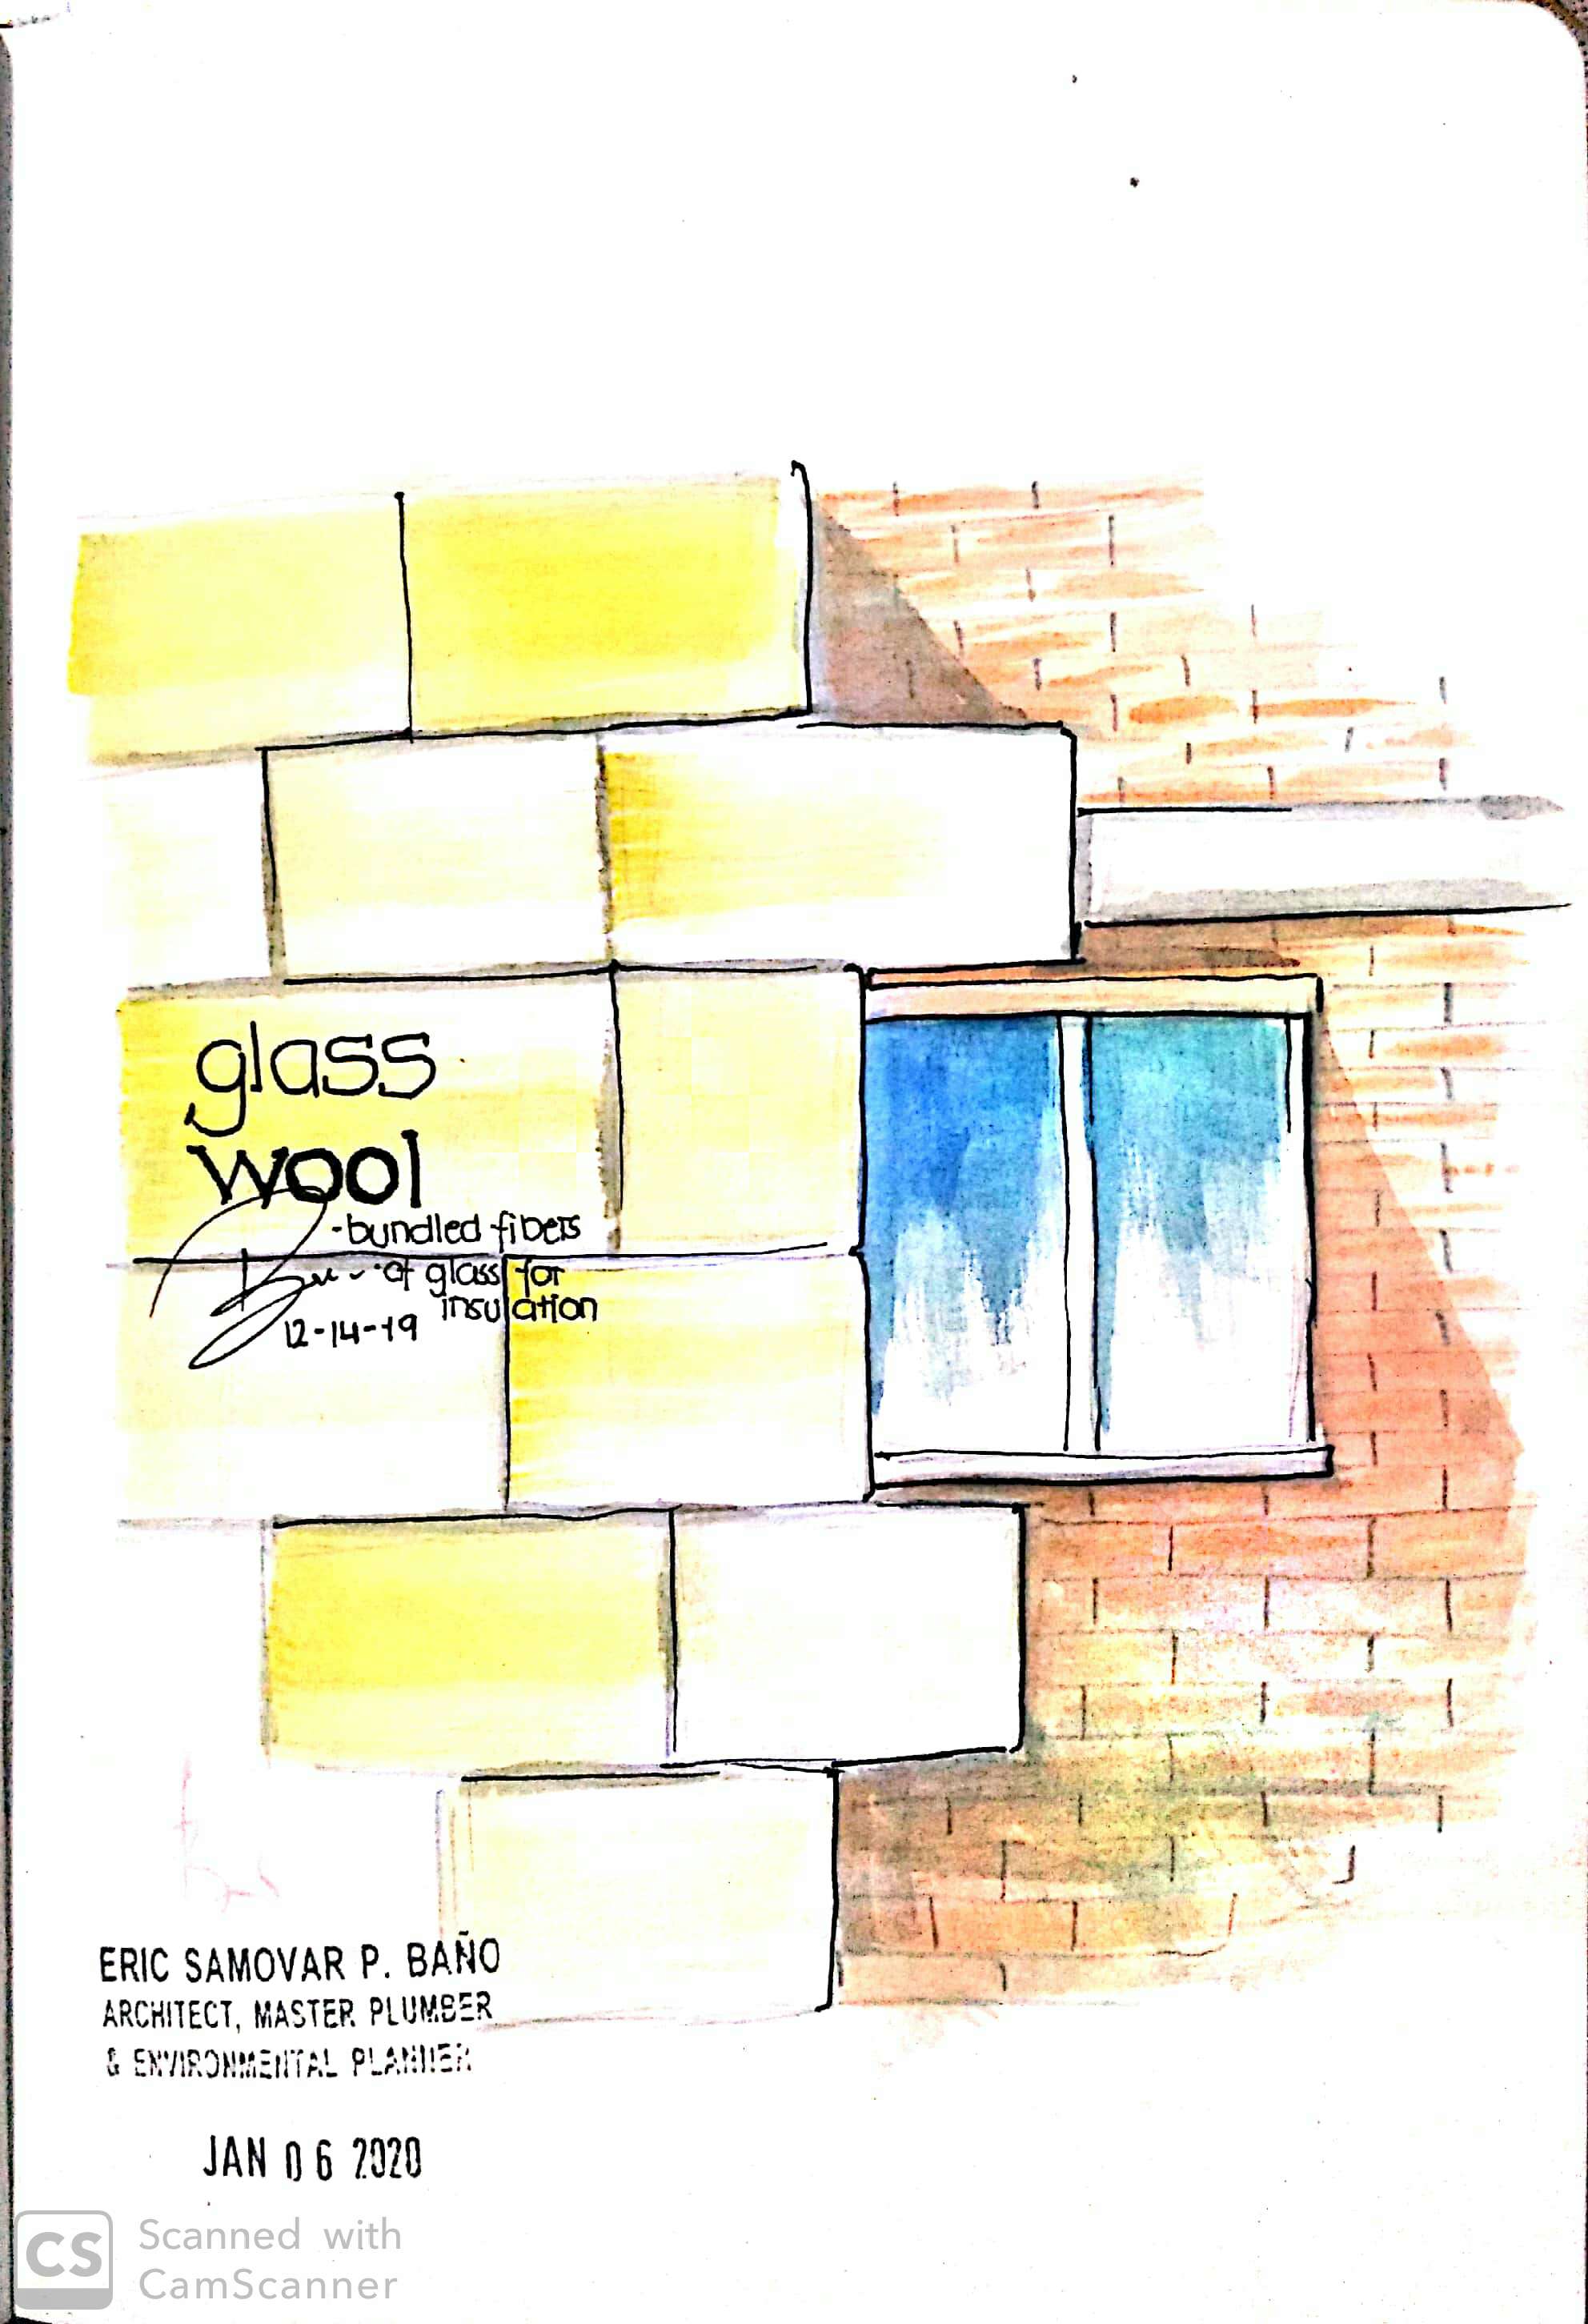 glass
wool
-bundled fibers
of glass for
insulation
12-14-19
ERIC SAMOVAR P. BAÑO
ARCHITECT, MASTER PLUMBER
& ENVIRONMENTAL PLANNER
JAN 06 2020
CS Scanned with
CamScanner